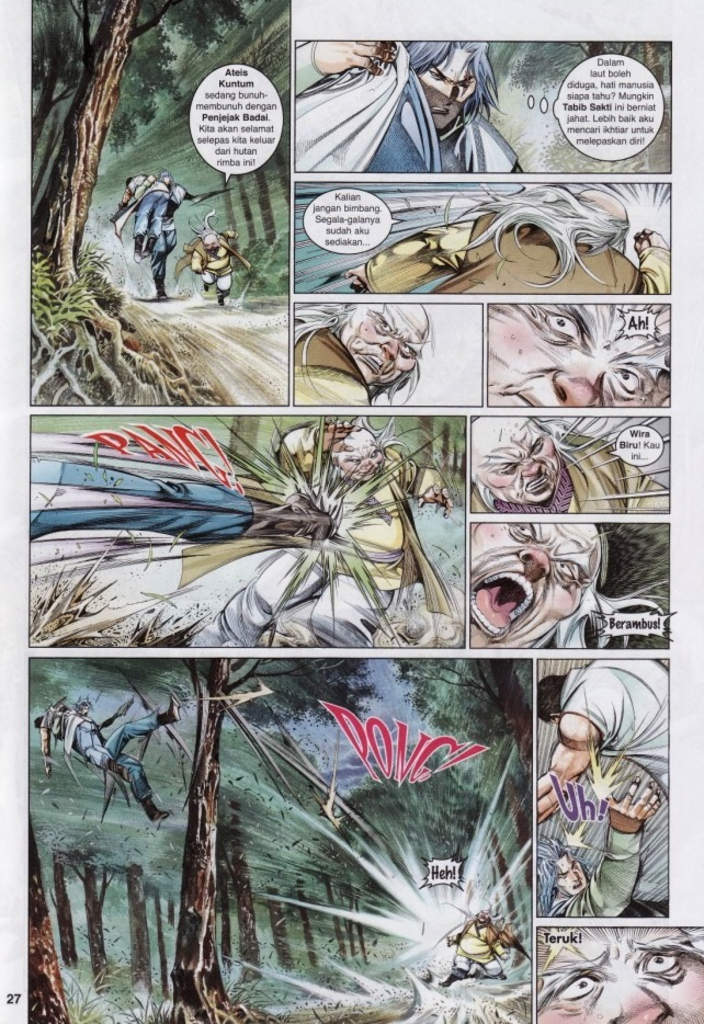 Ateis
Kuntum
sedang bunuh-
membunuh dengan
Penjejak Badai.
Kita akan selamat
selepas kita keluar
dari hutan
rimba ini!
Dalam
laut boleh
diduga, hati manusia
siapa tahu? Mungkin
Tabib Sakti ini berniat
jahat. Lebih baik aku
mencari ikhtiar untuk
melepaskan diri!
Kalian
jangan bimbang.
Segala-galanya
sudah aku
sediakan...
Ah!
PANG!
Wira
Biru! Kau
ini...
Berambus!
PONG!
Heh!
Uh!
Teruk!
27